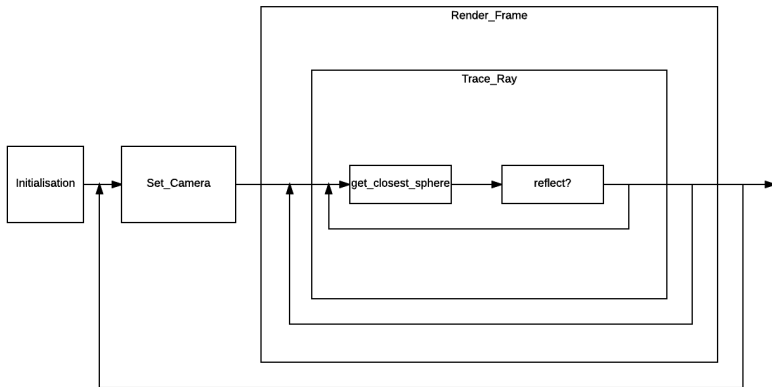 Render_Frame
Trace_Ray
Initialisation
Set_Camera
get_closest_sphere
reflect?